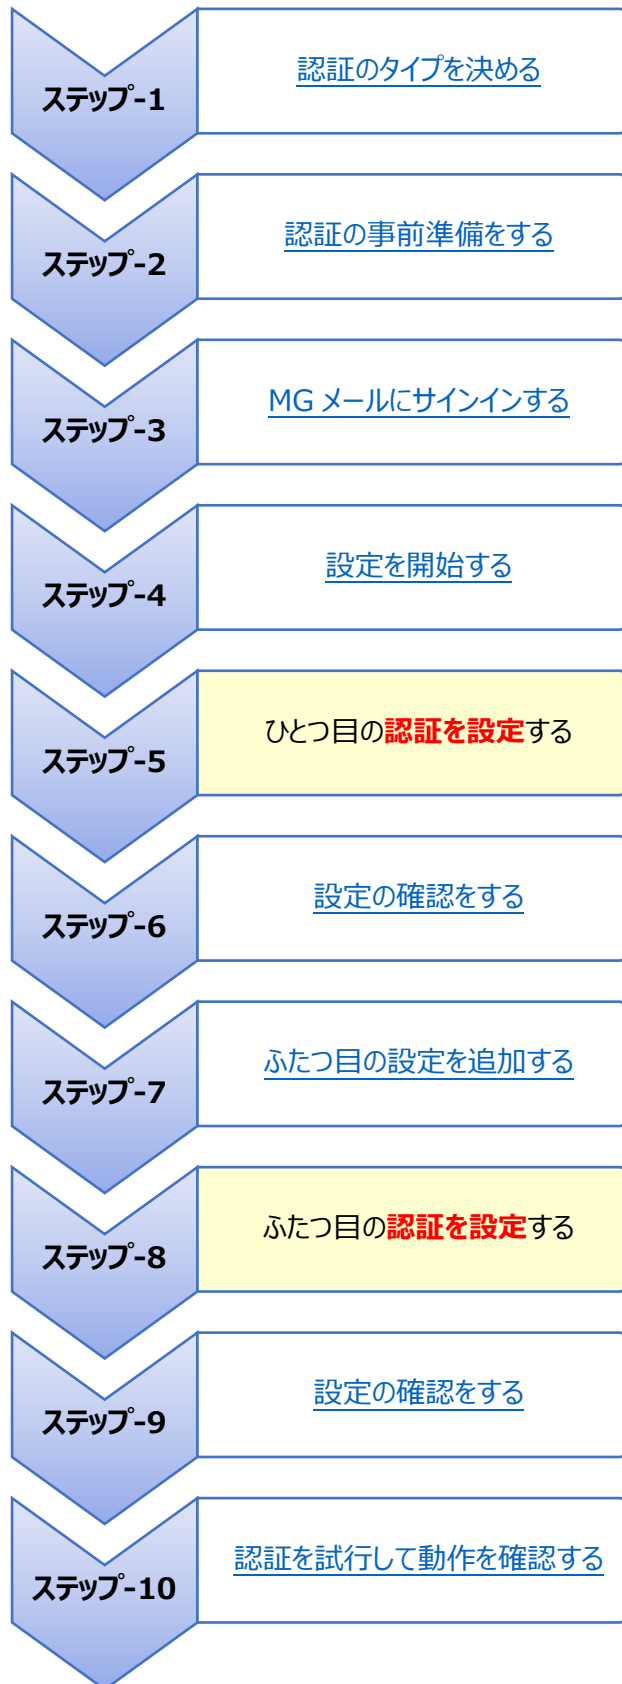 ステップ-1
認証のタイプを決める
ステップ-2
認証の事前準備をする
ステップ-3
MG メールにサインインする
ステップ-4
設定を開始する
ステップ-5
ひとつ目の認証を設定する
ステップ-6
設定の確認をする
ステップ-7
ふたつ目の設定を追加する
ステップ-8
ふたつ目の認証を設定する
ステップ-9
設定の確認をする
ステップ-10
認証を試行して動作を確認する